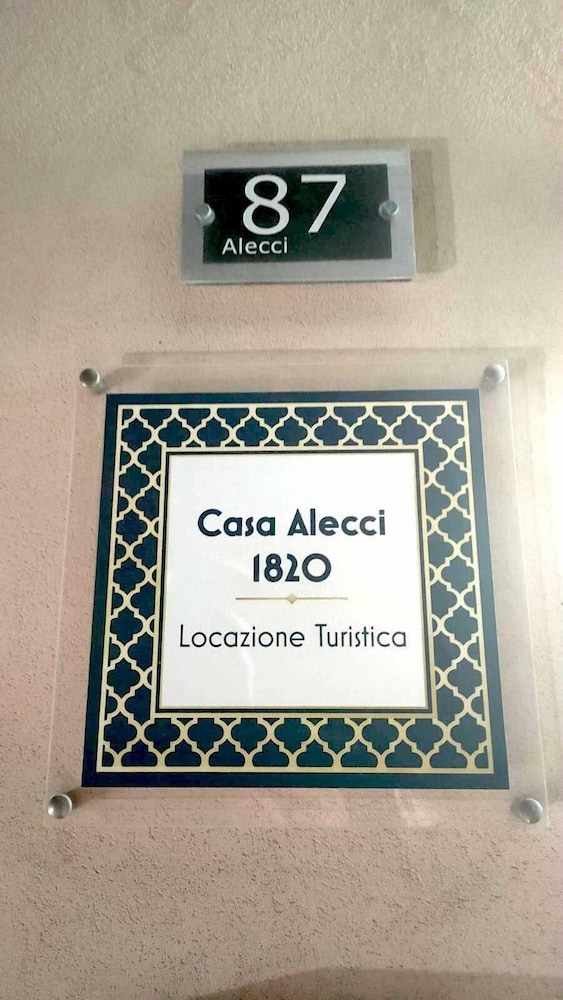 87
Alecci
Casa Alecci
1820
Locazione Turistica